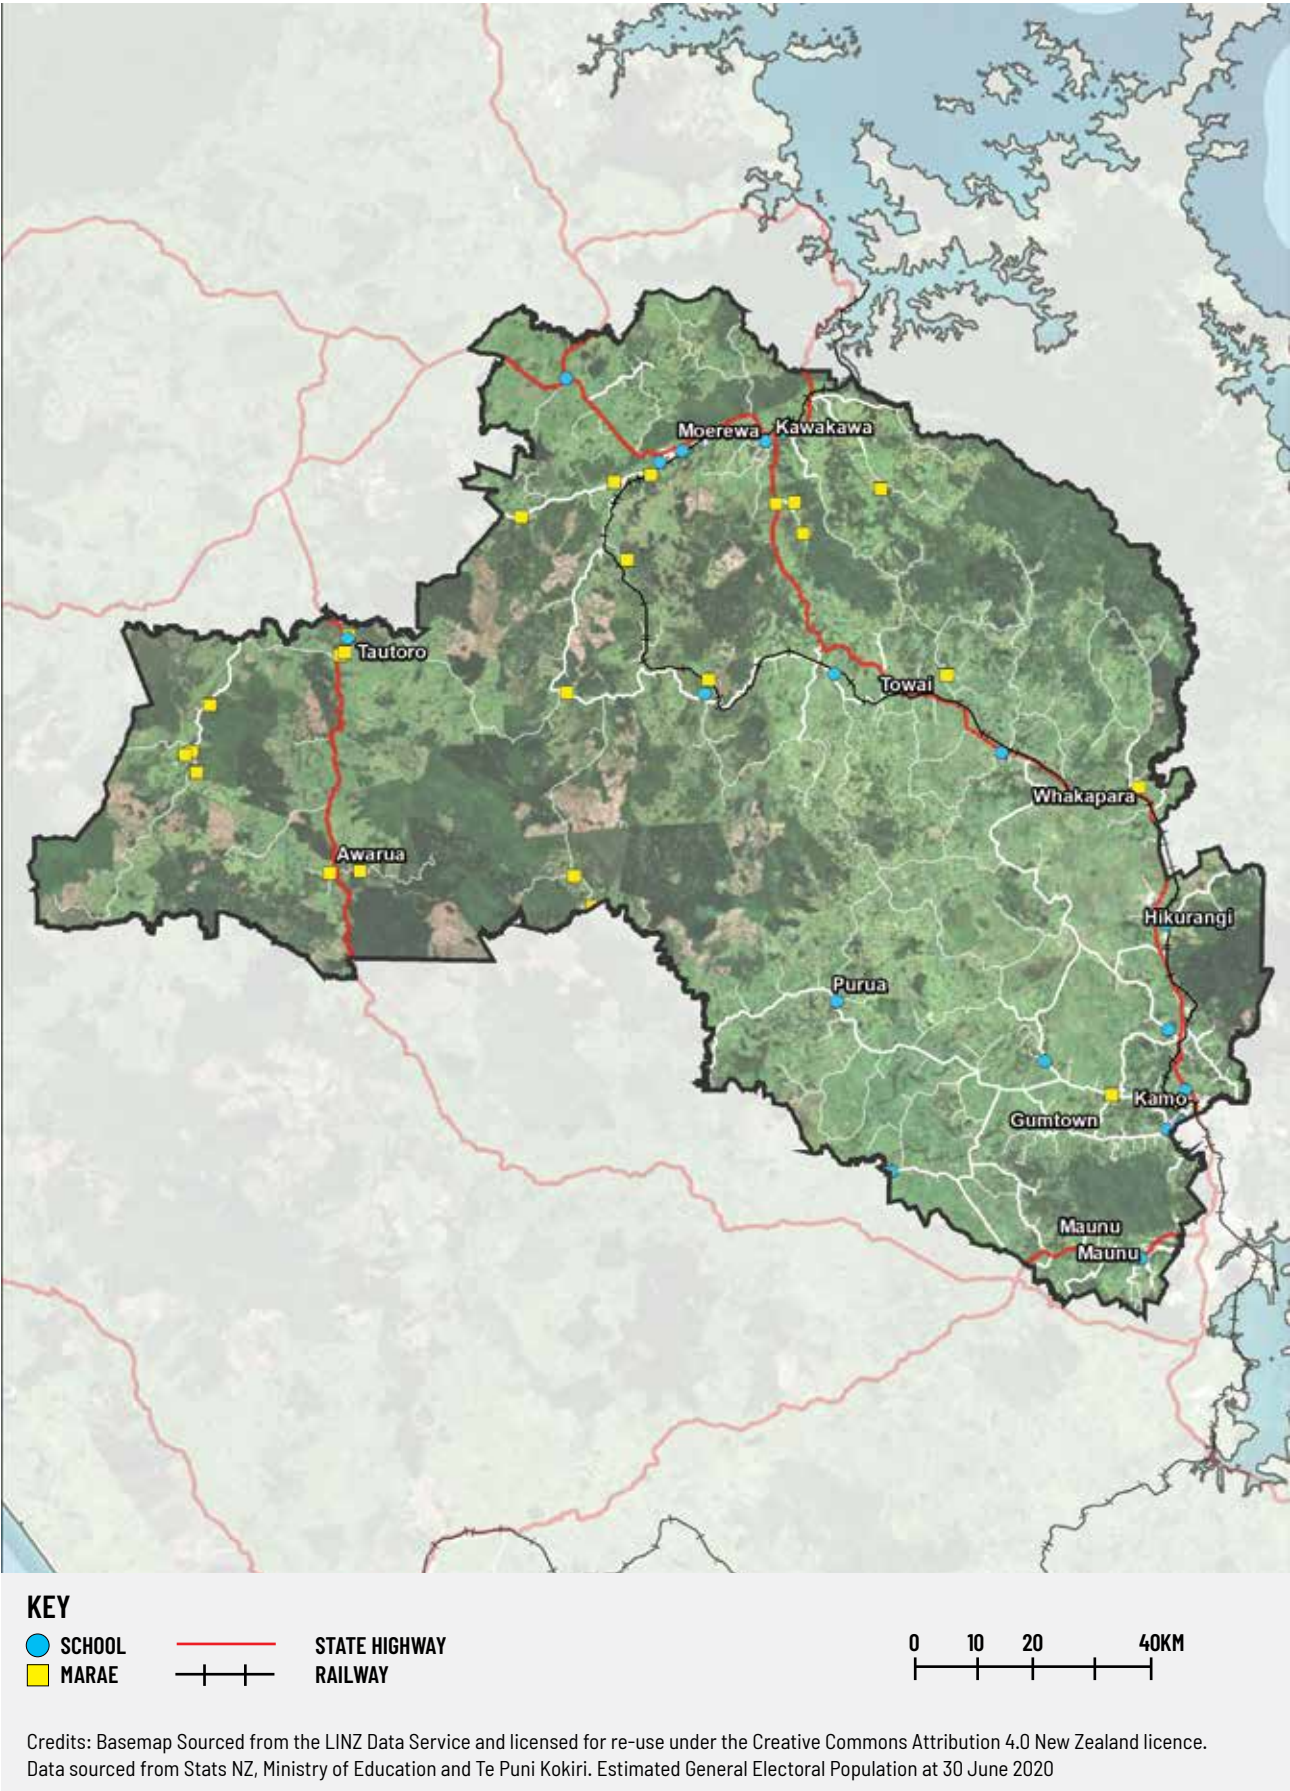 Moerewa
Kawakawa
Tautoro
Towai
Whakapara
Awarua
Hikurangi
Purua
Kamo
Gumtown
Maunu
Maunu
KEY
SCHOOL
STATE HIGHWAY
MARAE
RAILWAY
0 10 20 40KM
Credits: Basemap Sourced from the LINZ Data Service and licensed for re-use under the Creative Commons Attribution 4.0 New Zealand licence.
Data sourced from Stats NZ, Ministry of Education and Te Puni Kokiri. Estimated General Electoral Population at 30 June 2020